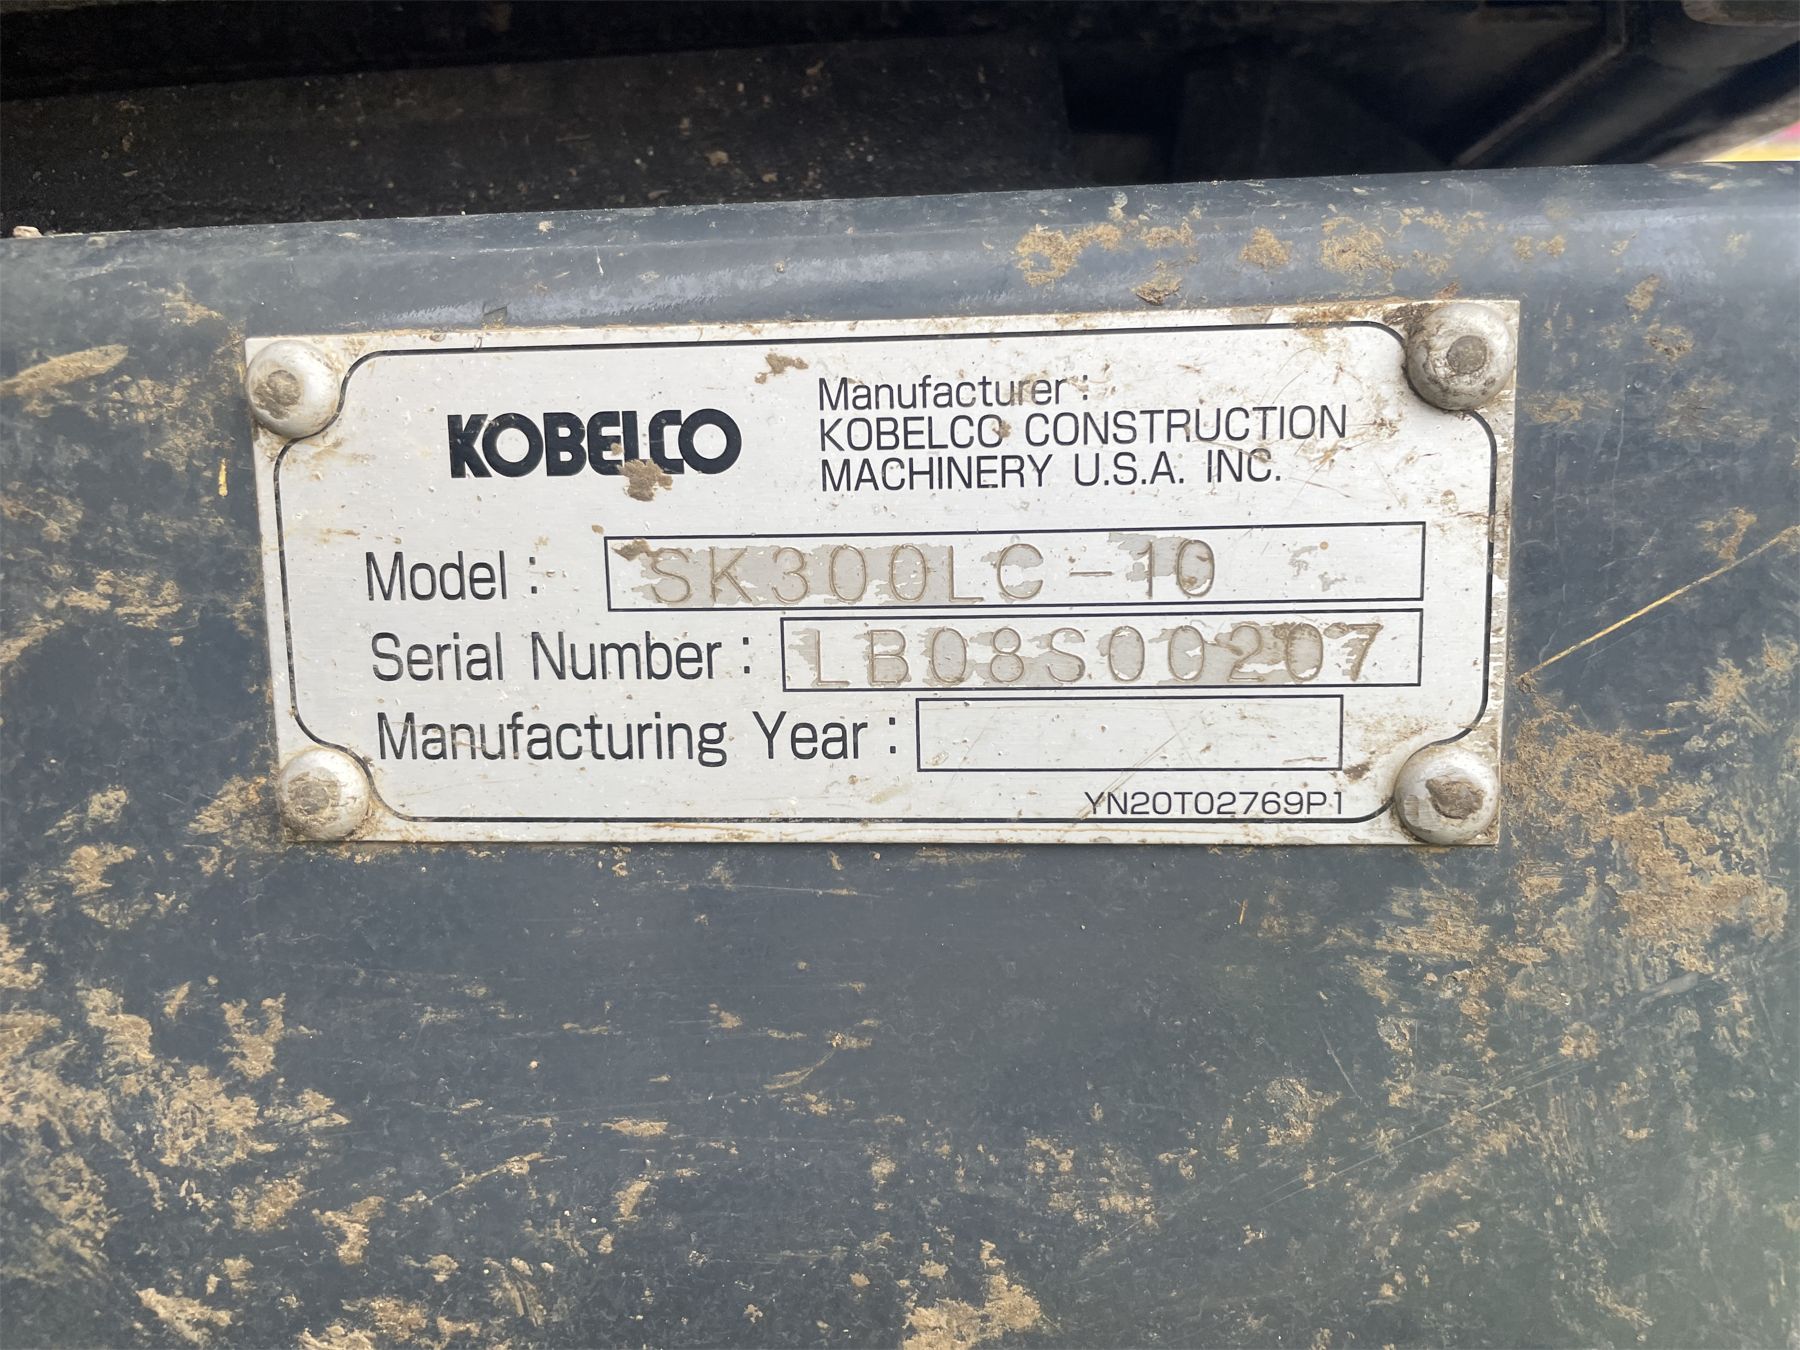 KOBELCO
Manufacturer :
KOBELCO CONSTRUCTION
MACHINERY U.S.A. INC.
Model : SK300LC-10
Serial Number : LB08S00207
Manufacturing Year :
YN20T02769P1